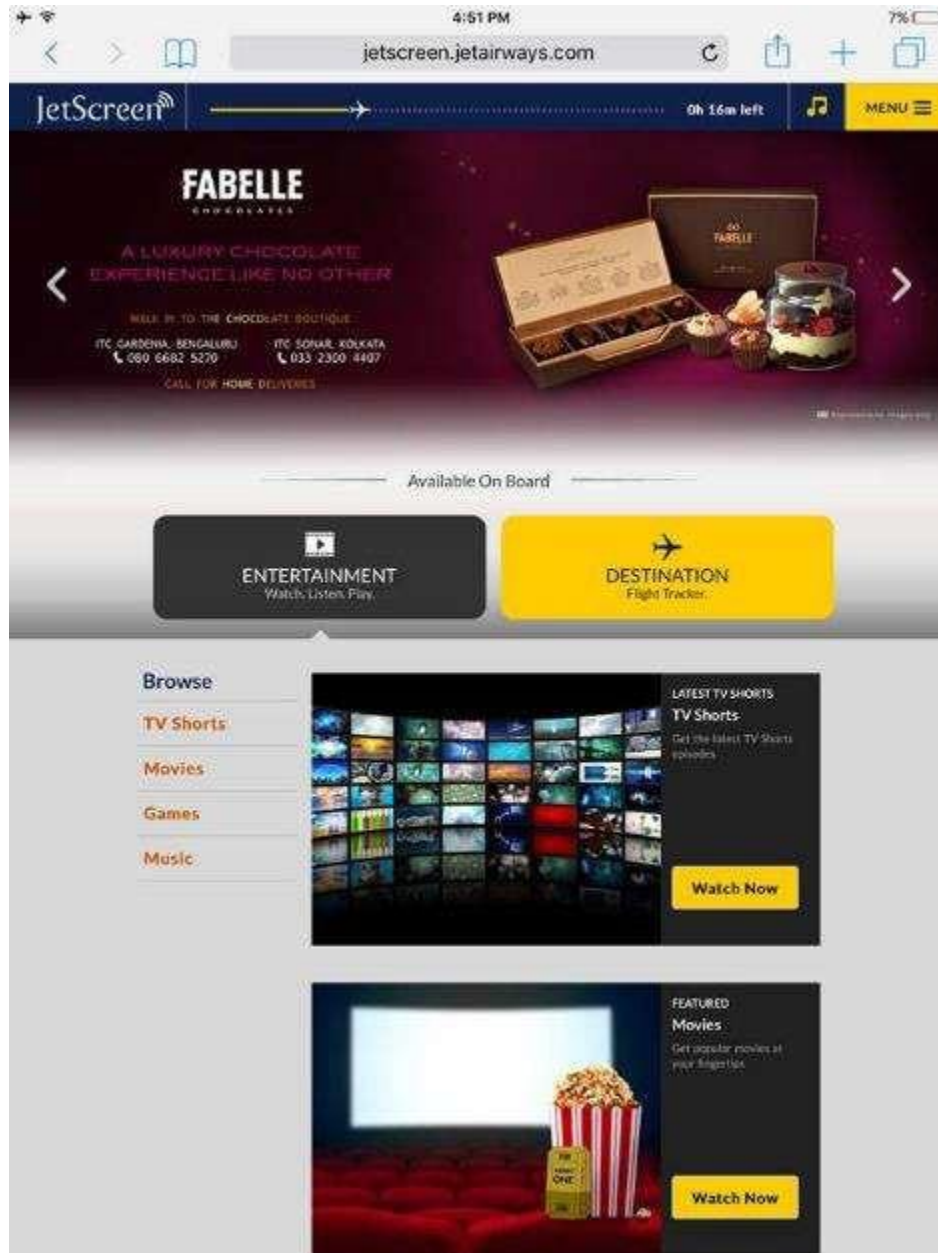 4:51 PM
7%
jetscreen.jetairways.com
JetScreen
0h 16m left
MENU
FABELLE
CHOCOLATES
A LUXURY CHOCOLATE
EXPERIENCE LIKE NO OTHER
WALK IN TO THE CHOCOLATE BOUTIQUE
ITC GARDENIA, BENGALURU
080 6682 5270
ITC SONAR, KOLKATA
033 2300 4407
CALL FOR HOME DELIVERIES
FABELLE
Available On Board
ENTERTAINMENT
Watch. Listen. Play.
DESTINATION
Flight Tracker.
Browse
TV Shorts
Movies
Games
Music
LATEST TV SHORTS
TV Shorts
Get the latest TV Shorts
episodes
Watch Now
FEATURED
Movies
Get popular movies at
your fingertips
ONE
Watch Now